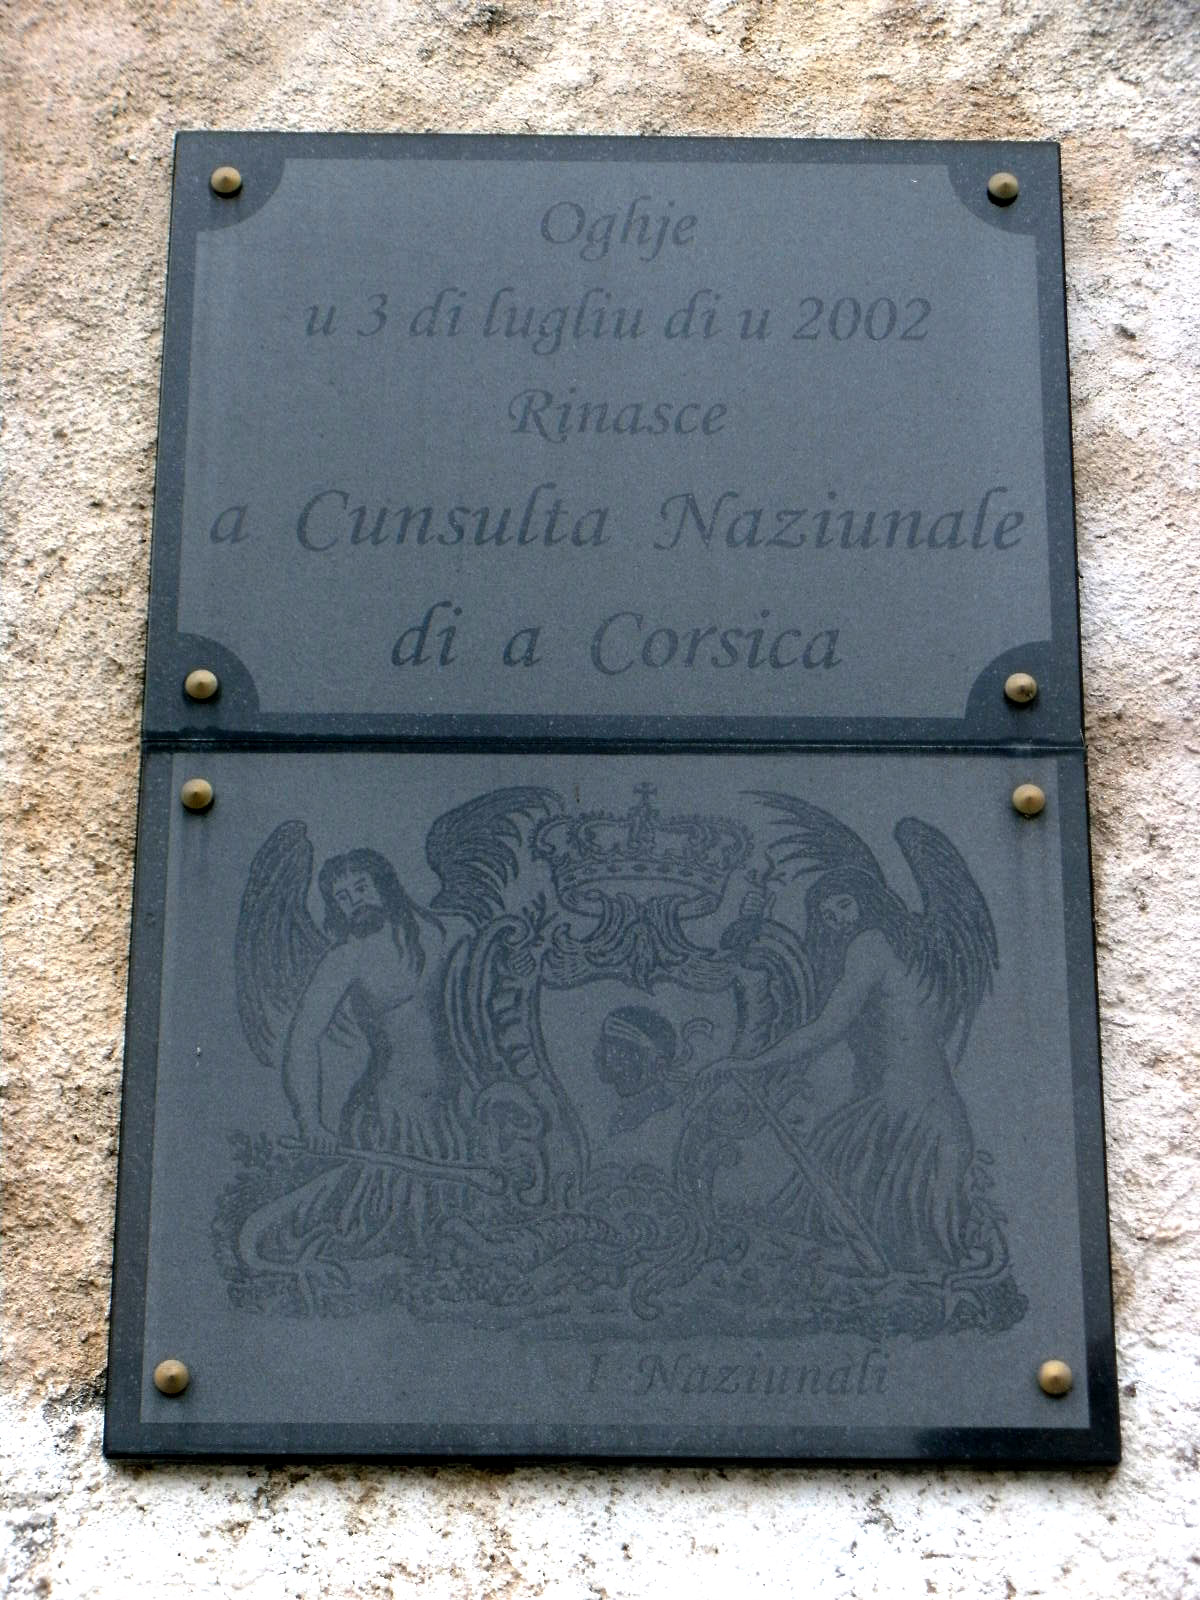 Oghje
u 3 di lugliu di u 2002
Rinasce
a Cunsulta Naziunale
di a Corsica
I Naziunali